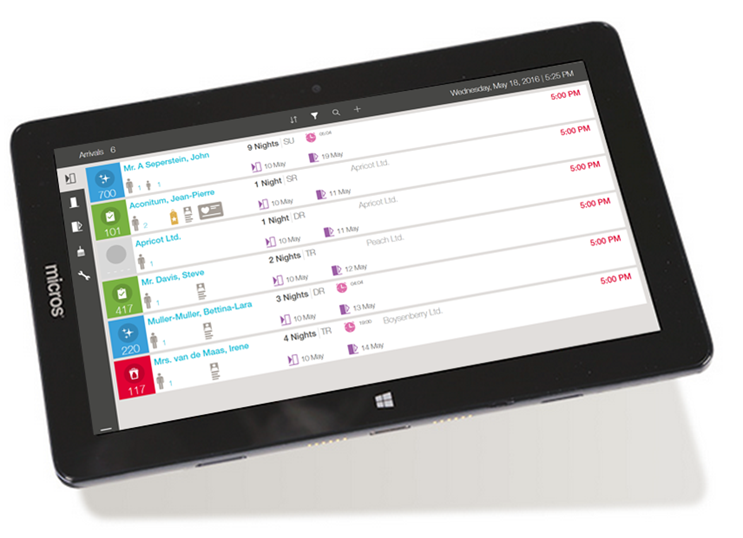 Arrivals 6 Wednesday, May 18, 2016 | 5:25 PM
Mr. A Seperstein, John 9 Nights | SU 5:00 PM
700 1 1 10 May 19 May
Aconitum, Jean-Pierre 1 Night | SR Apricot Ltd. 5:00 PM
101 2 10 May 11 May
Apricot Ltd. 1 Night | DR Apricot Ltd. 5:00 PM
1 10 May 11 May
Mr. Davis, Steve 2 Nights | TR Peach Ltd. 5:00 PM
417 1 10 May 12 May
Muller-Muller, Bettina-Lara 3 Nights | DR 5:00 PM
220 1 10 May 13 May
Mrs. van de Maas, Irene 4 Nights | TR Boysenberry Ltd. 5:00 PM
117 1 10 May 14 May
micros